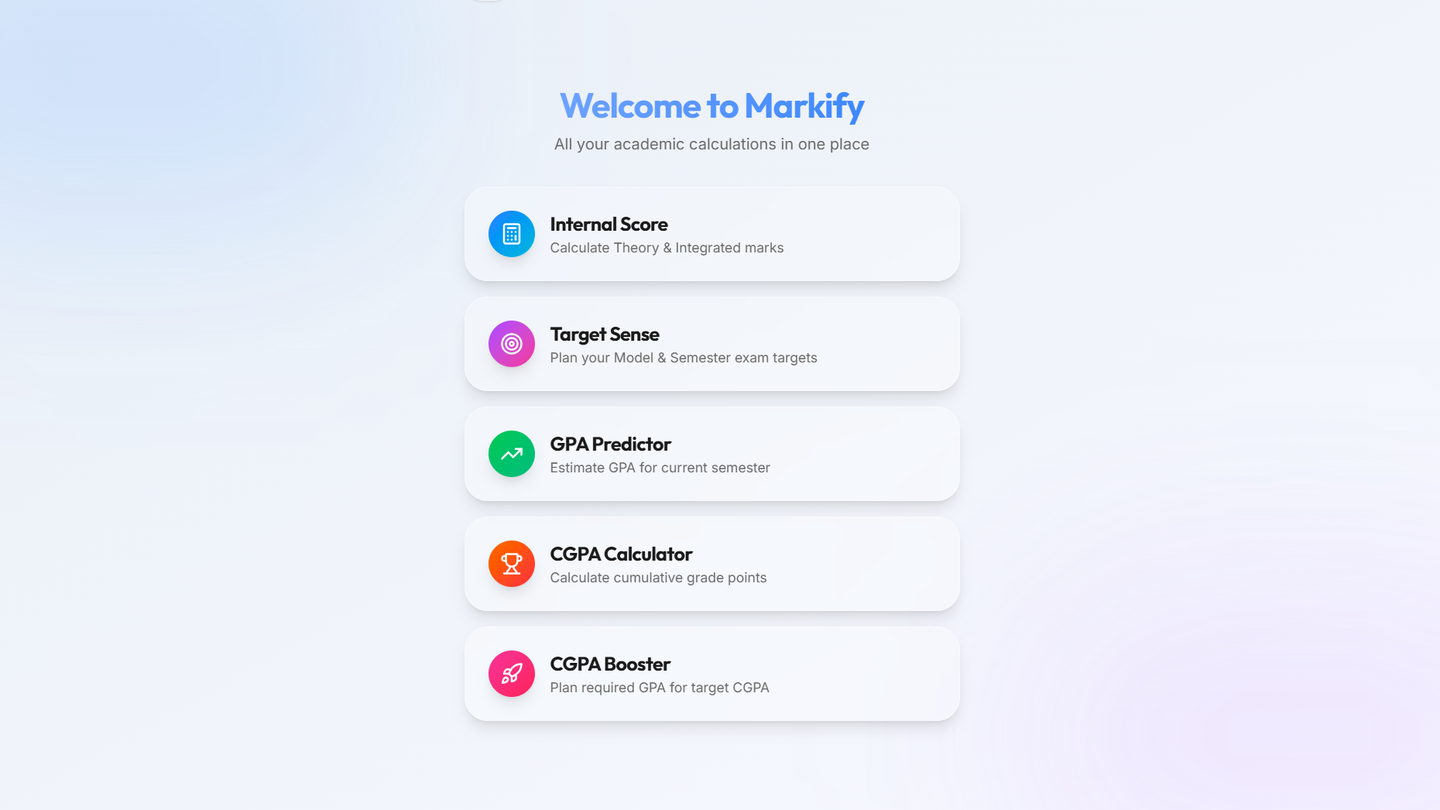 Welcome to Markify
All your academic calculations in one place
Internal Score
Calculate Theory & Integrated marks
Target Sense
Plan your Model & Semester exam targets
GPA Predictor
Estimate GPA for current semester
CGPA Calculator
Calculate cumulative grade points
CGPA Booster
Plan required GPA for target CGPA